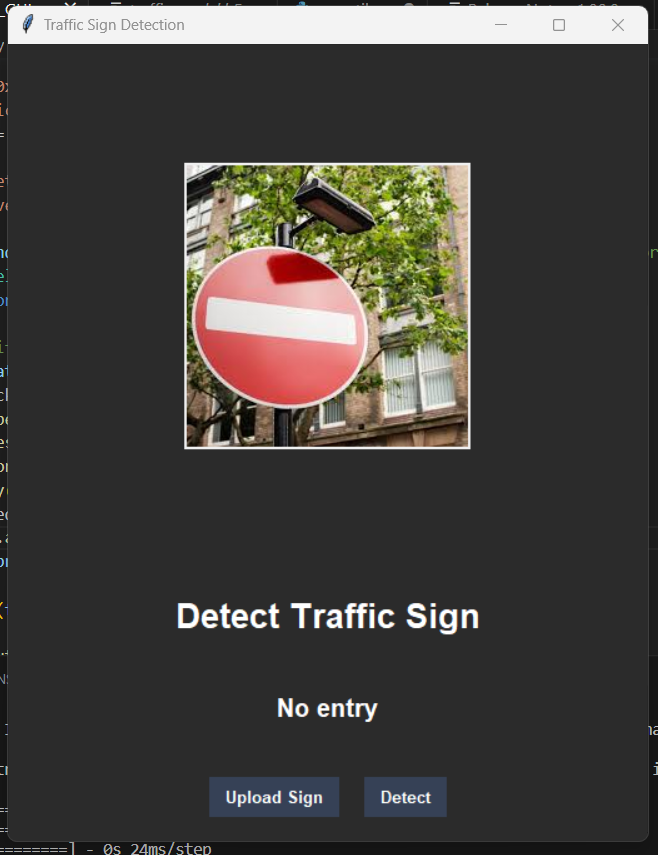 Traffic Sign Detection
Detect Traffic Sign
No entry
Upload Sign
Detect
] - 0s 24ms/step